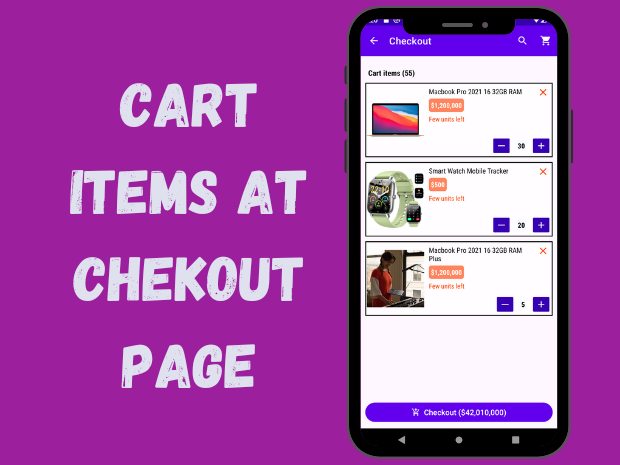 CART
ITEMS AT
CHEKOUT
PAGE
Checkout
Cart items (55)
Macbook Pro 2021 16 32GB RAM
$1,200,000
Few units left
30
Smart Watch Mobile Tracker
$500
Few units left
20
Macbook Pro 2021 16 32GB RAM
Plus
$1,200,000
Few units left
5
Checkout ($42,010,000)